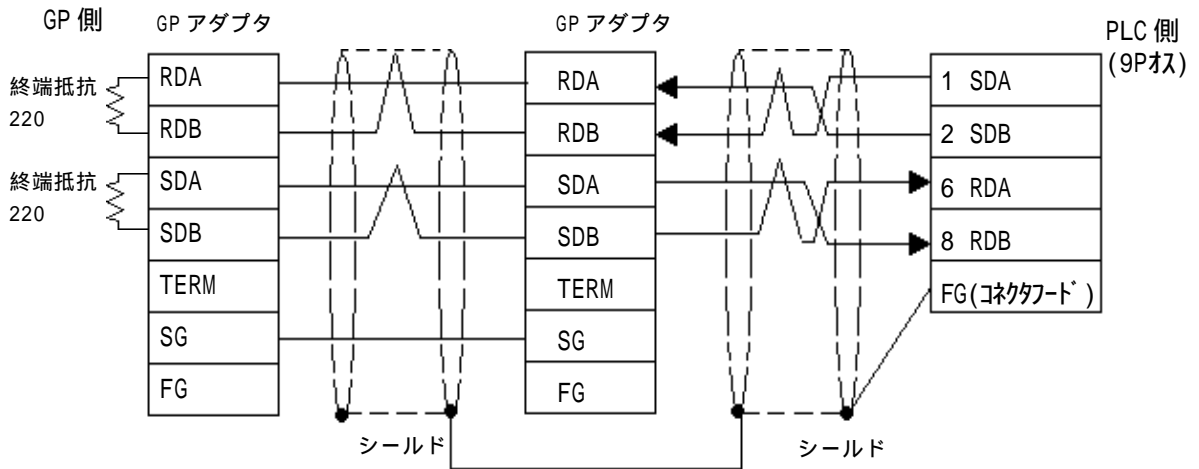 GP 側
GP アダプタ
GP アダプタ
PLC 側
(9Pオス)
終端抵抗
220
終端抵抗
220
RDA
RDB
SDA
SDB
TERM
SG
FG
RDA
RDB
SDA
SDB
TERM
SG
FG
1 SDA
2 SDB
6 RDA
8 RDB
FG(コネクタフード)
シールド
シールド